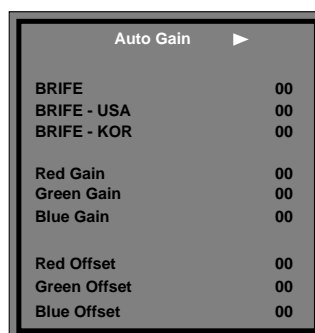 Auto Gain
BRIFE 00
BRIFE - USA 00
BRIFE - KOR 00
Red Gain 00
Green Gain 00
Blue Gain 00
Red Offset 00
Green Offset 00
Blue Offset 00